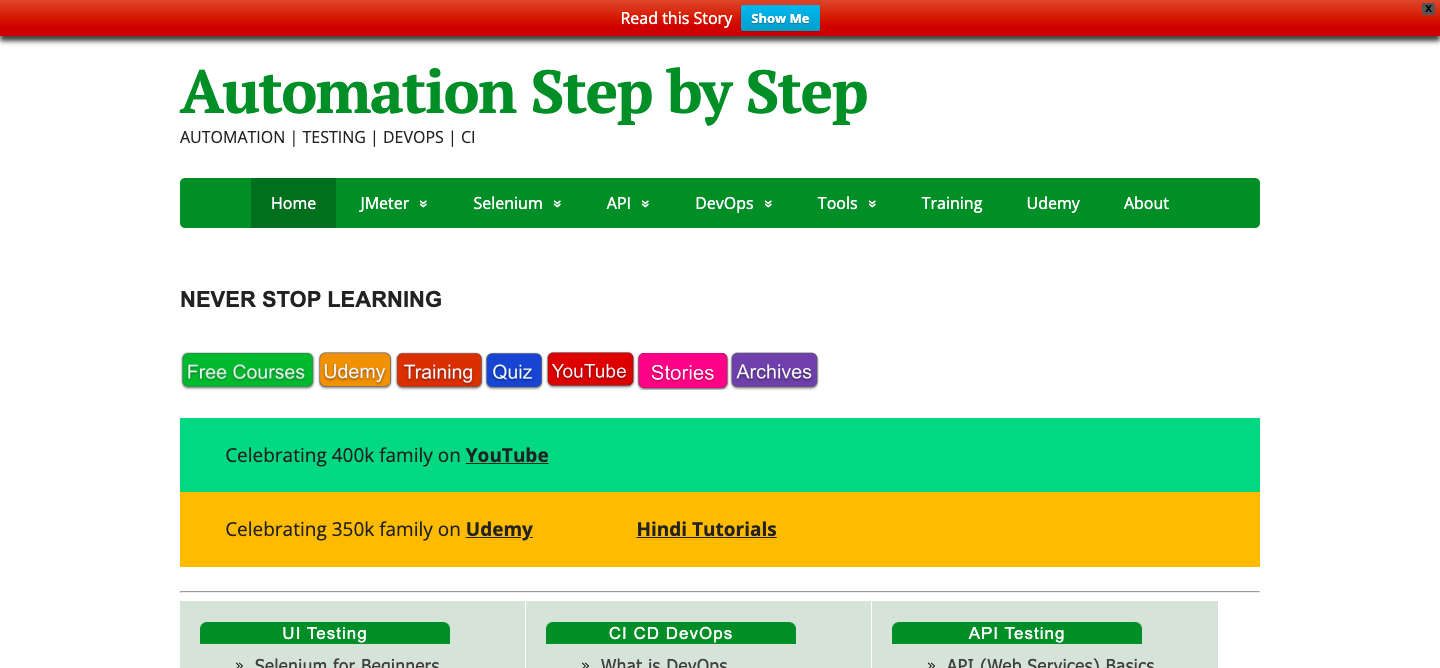 Read this Story Show Me X
Automation Step by Step
AUTOMATION | TESTING | DEVOPS | CI
Home JMeter Selenium API DevOps Tools Training Udemy About
NEVER STOP LEARNING
Free Courses Udemy Training Quiz YouTube Stories Archives
Celebrating 400k family on YouTube
Celebrating 350k family on Udemy Hindi Tutorials
UI Testing CI CD DevOps API Testing
» Selenium for Beginners » What is DevOps » API (Web Services) Basics